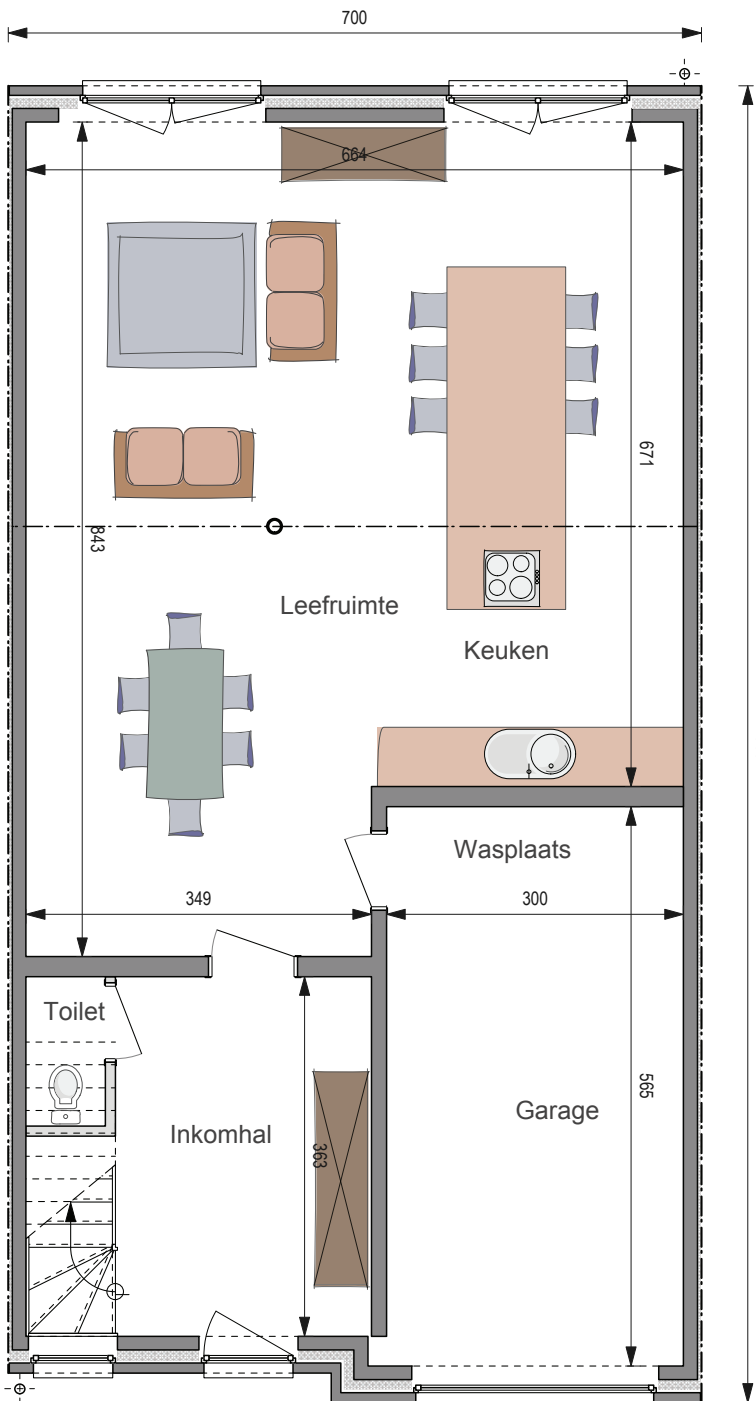 700
664
671
843
Leefruimte
Keuken
Wasplaats
349
300
Toilet
565
Garage
Inkomhal
363